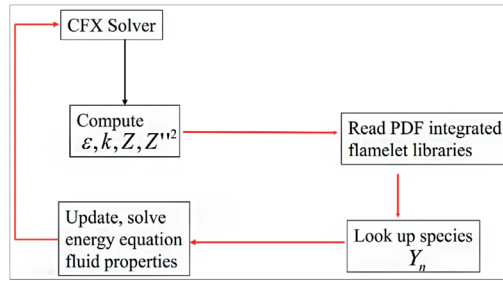 CFX Solver
Compute
ε, k, Z, Z''²
Read PDF integrated
flamelet libraries
Update, solve
energy equation
fluid properties
Look up species
Yₙ